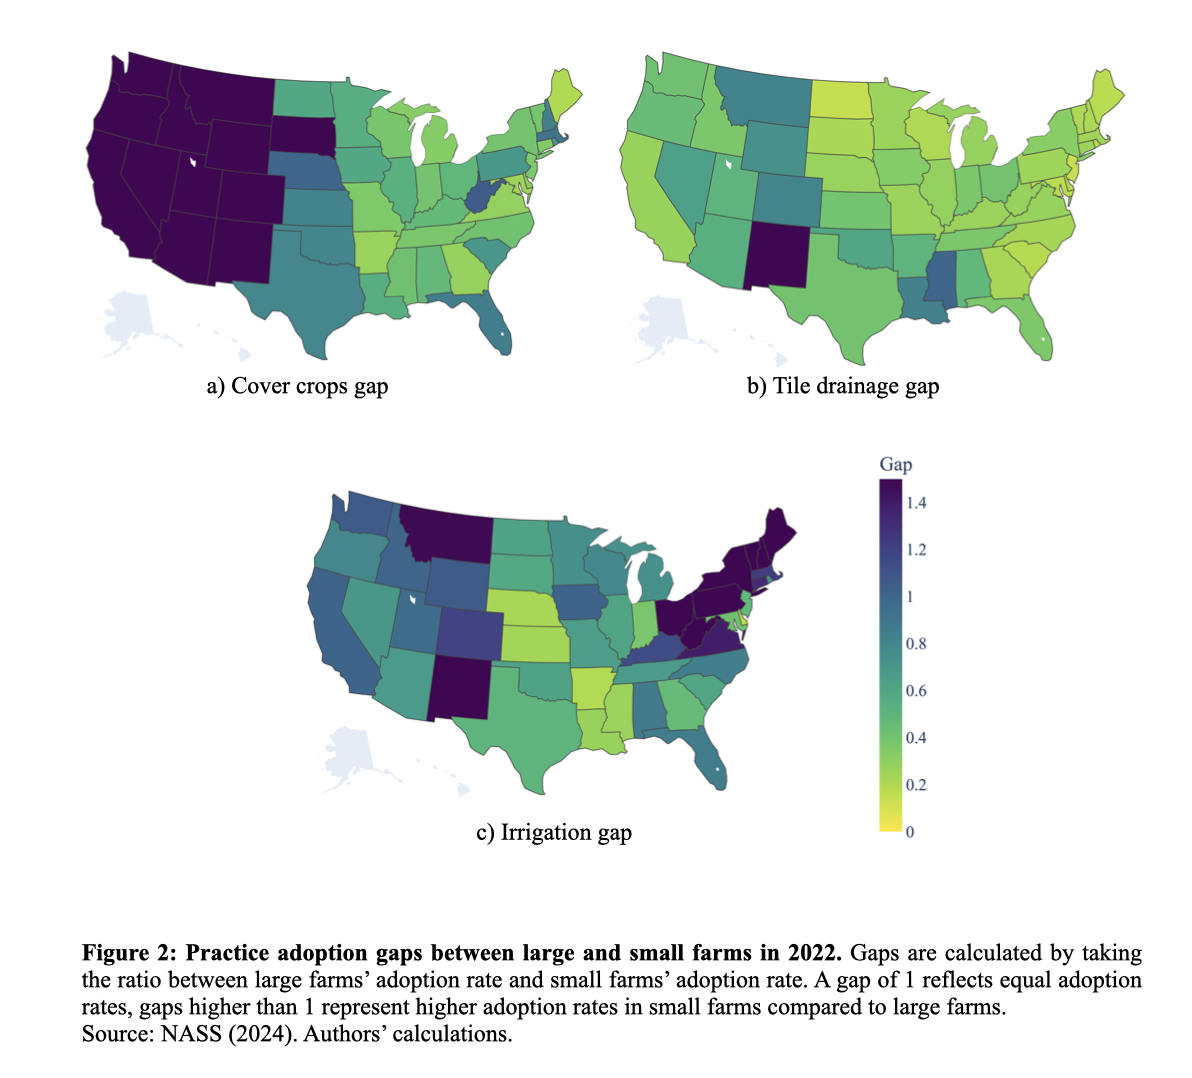 a) Cover crops gap
b) Tile drainage gap
Gap
1.4
1.2
1
0.8
0.6
0.4
0.2
0
c) Irrigation gap
Figure 2: Practice adoption gaps between large and small farms in 2022. Gaps are calculated by taking
the ratio between large farms’ adoption rate and small farms’ adoption rate. A gap of 1 reflects equal adoption
rates, gaps higher than 1 represent higher adoption rates in small farms compared to large farms.
Source: NASS (2024). Authors’ calculations.